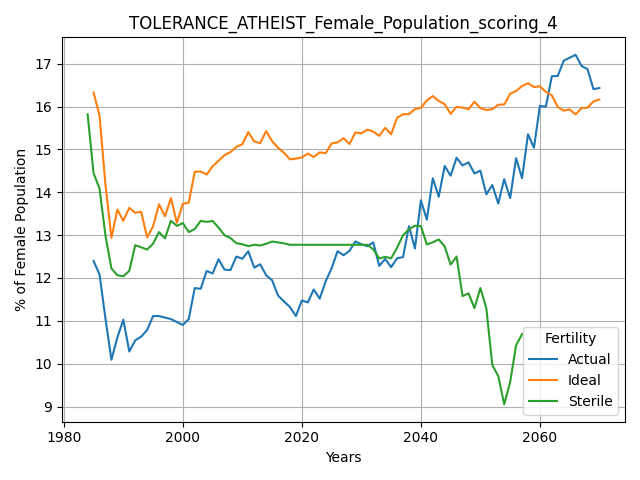 TOLERANCE_ATHEIST_Female_Population_scoring_4
% of Female Population
17
16
15
14
13
12
11
10
9
1980
2000
2020
2040
2060
Years
Fertility
Actual
Ideal
Sterile